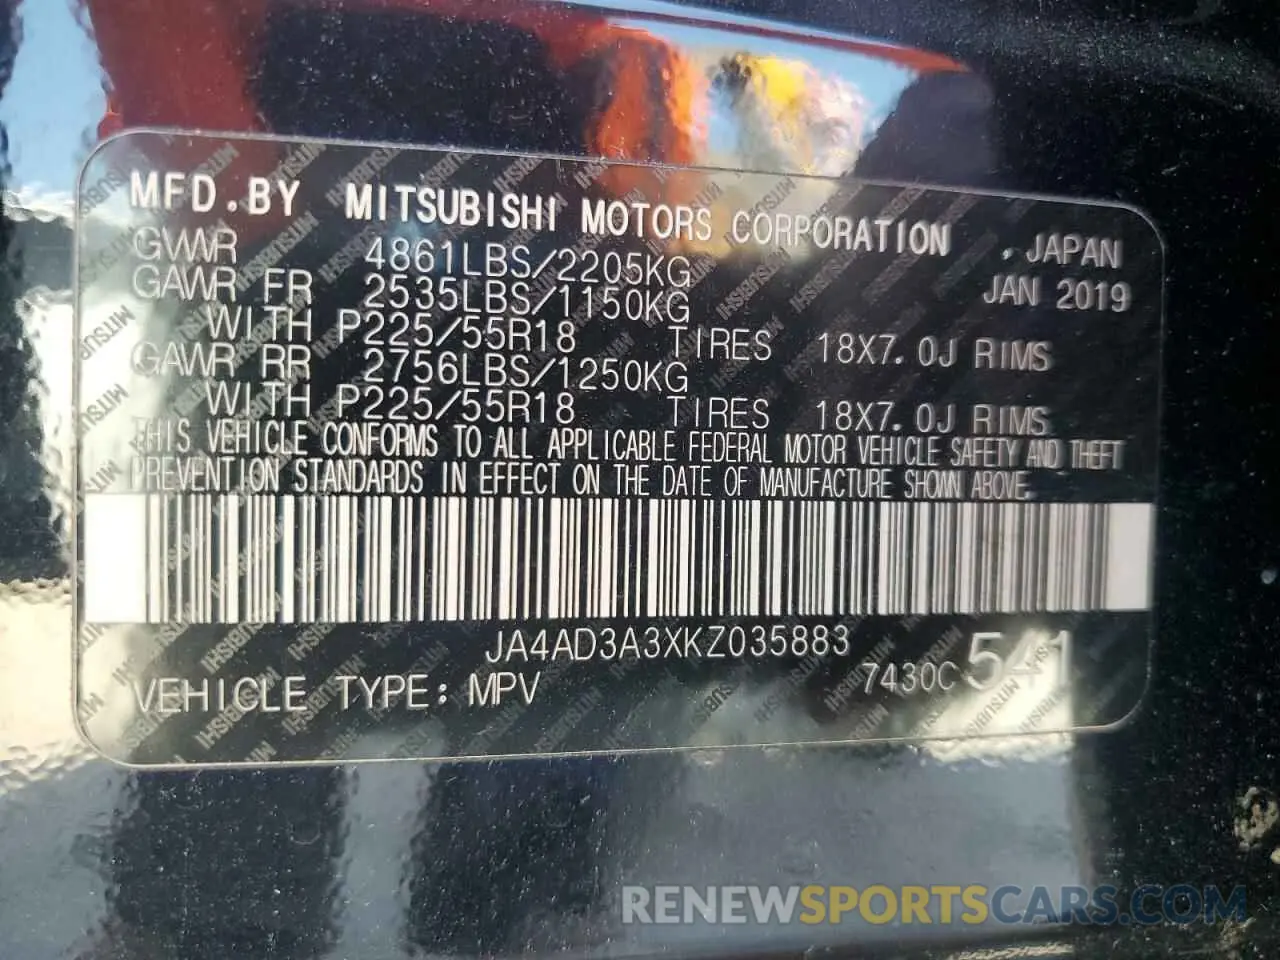 MFD.BY MITSUBISHI MOTORS CORPORATION , JAPAN
GVWR 4861LBS/2205KG JAN 2019
GAWR FR 2535LBS/1150KG
WITH P225/55R18 TIRES 18X7.0J RIMS
GAWR RR 2756LBS/1250KG
WITH P225/55R18 TIRES 18X7.0J RIMS
THIS VEHICLE CONFORMS TO ALL APPLICABLE FEDERAL MOTOR VEHICLE SAFETY AND THEFT
PREVENTION STANDARDS IN EFFECT ON THE DATE OF MANUFACTURE SHOWN ABOVE.
JA4AD3A3XKZ035883
VEHICLE TYPE: MPV 7430C 541
RENEWSPORTSCARS.COM